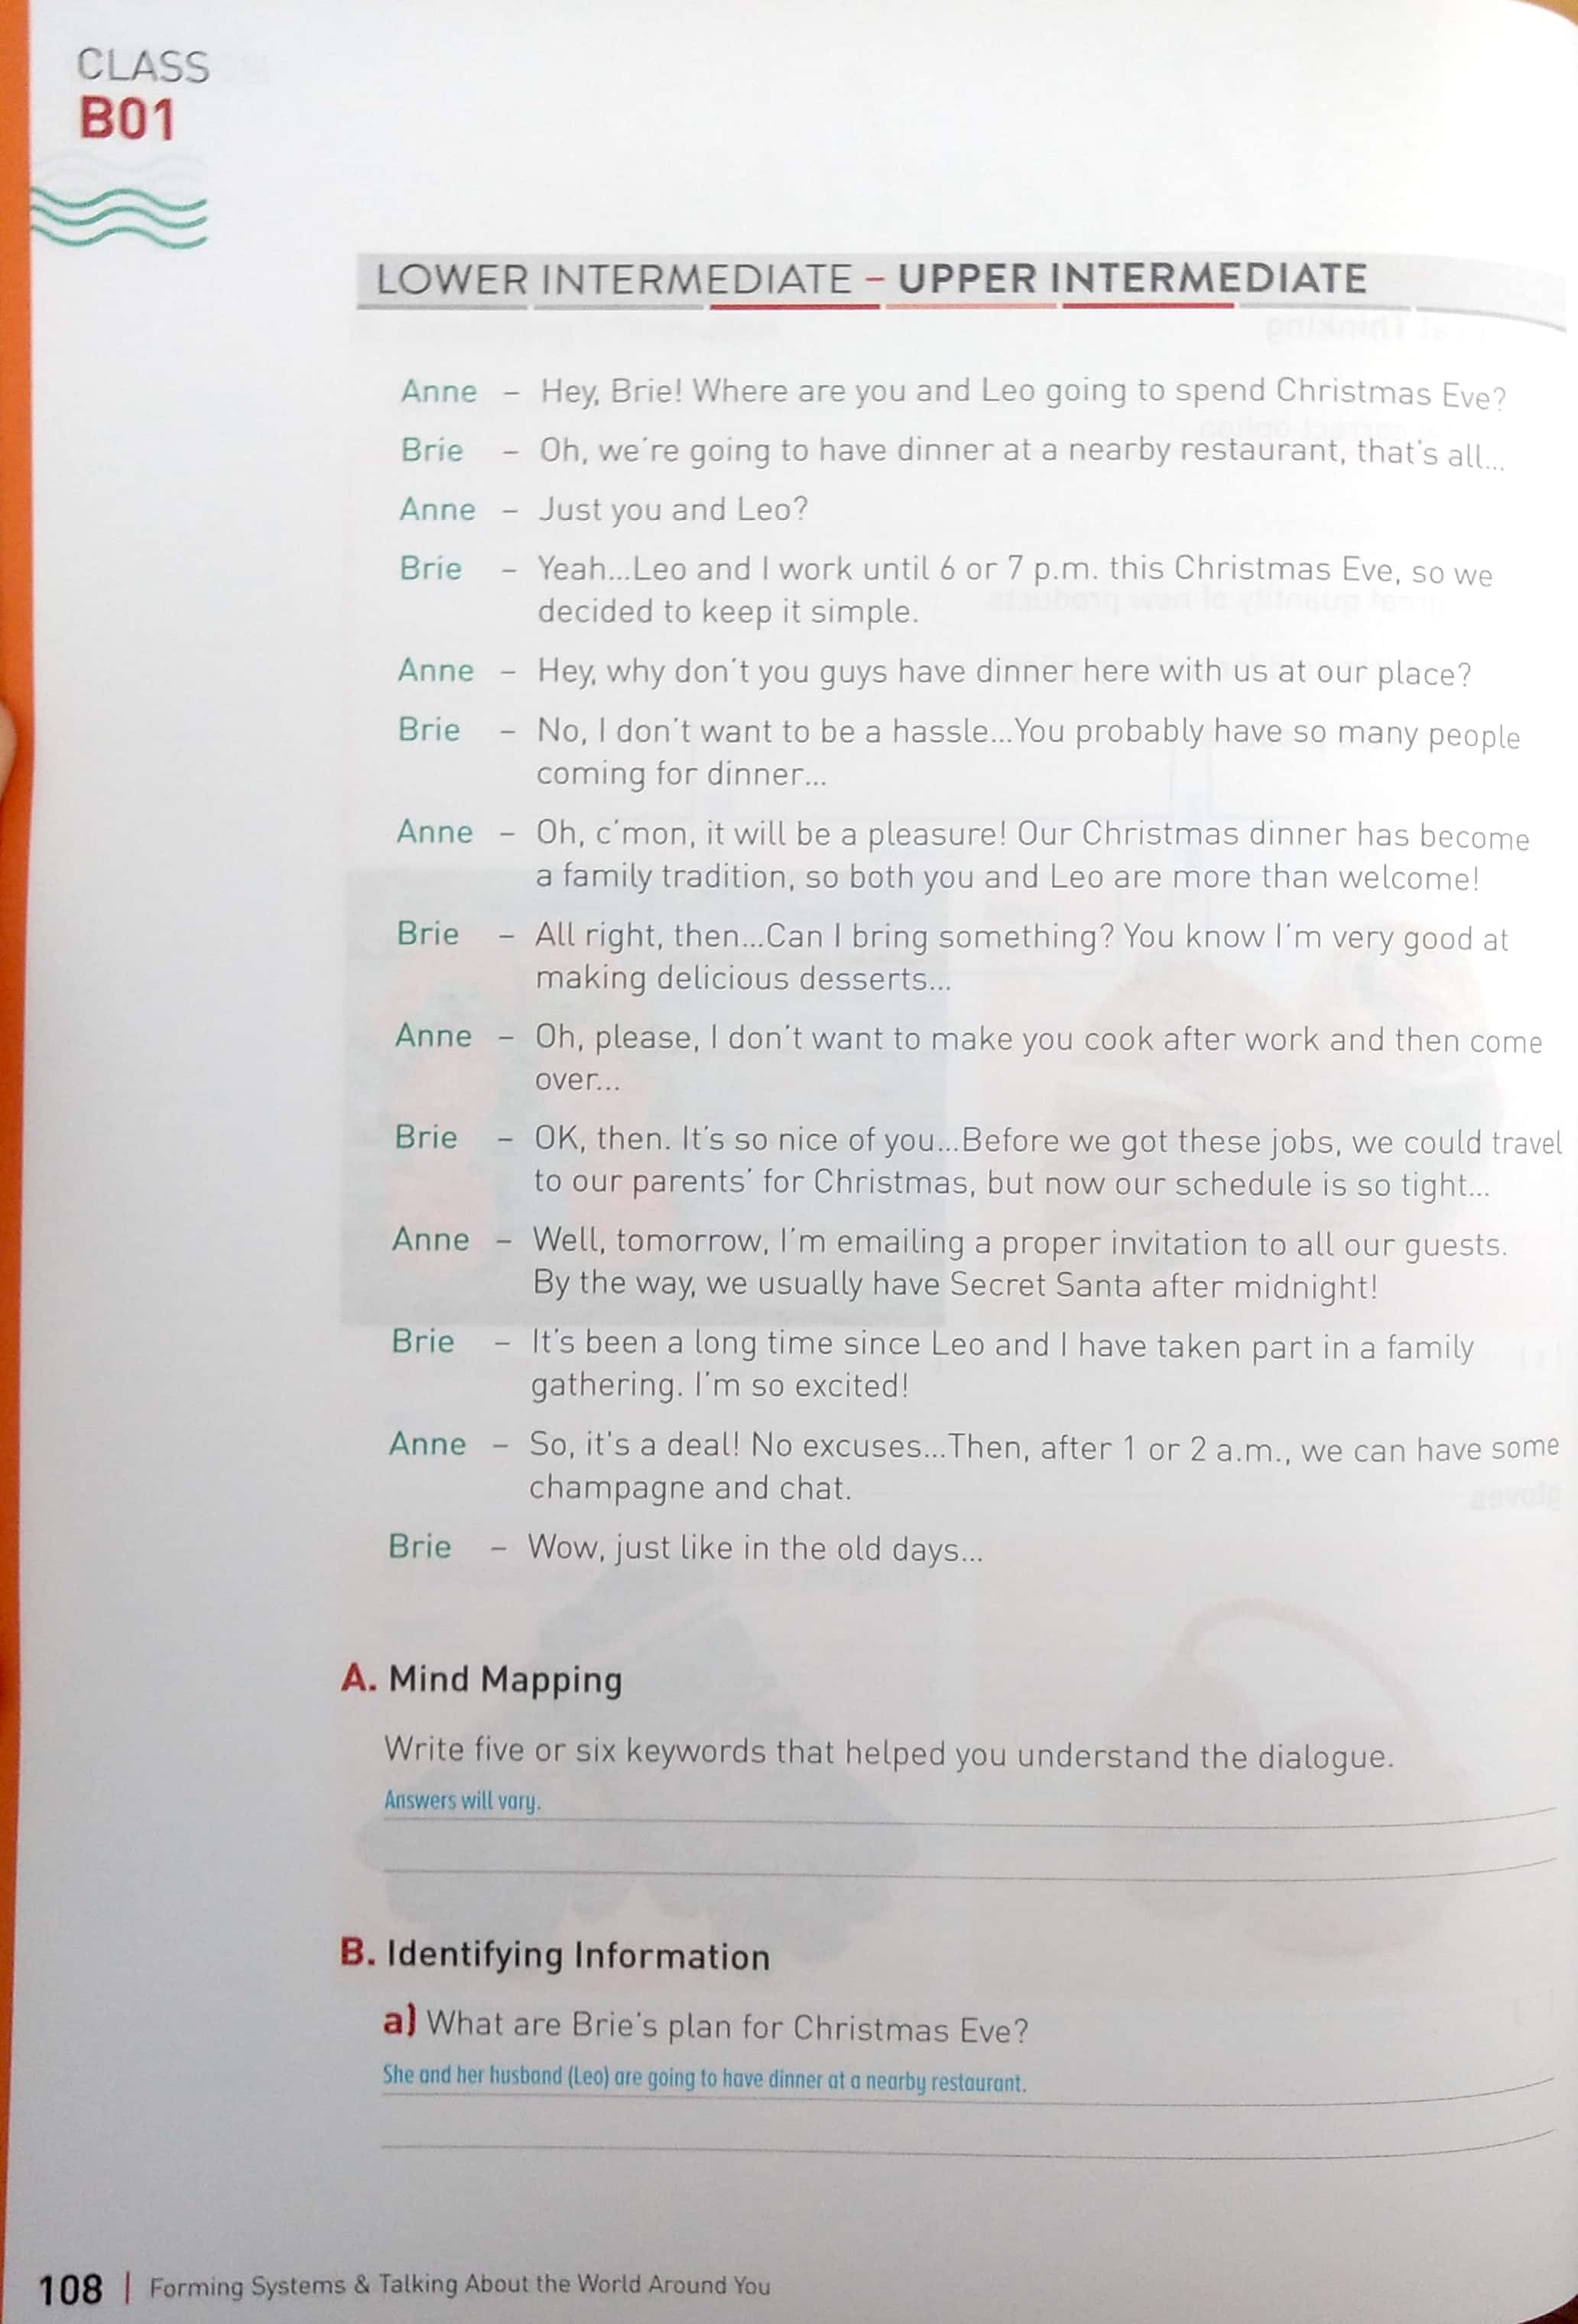 CLASS
B01
LOWER INTERMEDIATE – UPPER INTERMEDIATE
Anne – Hey, Brie! Where are you and Leo going to spend Christmas Eve?
Brie – Oh, we're going to have dinner at a nearby restaurant, that's all...
Anne – Just you and Leo?
Brie – Yeah...Leo and I work until 6 or 7 p.m. this Christmas Eve, so we
decided to keep it simple.
Anne – Hey, why don't you guys have dinner here with us at our place?
Brie – No, I don't want to be a hassle...You probably have so many people
coming for dinner...
Anne – Oh, c'mon, it will be a pleasure! Our Christmas dinner has become
a family tradition, so both you and Leo are more than welcome!
Brie – All right, then...Can I bring something? You know I'm very good at
making delicious desserts...
Anne – Oh, please, I don't want to make you cook after work and then come
over...
Brie – OK, then. It's so nice of you...Before we got these jobs, we could travel
to our parents' for Christmas, but now our schedule is so tight...
Anne – Well, tomorrow, I'm emailing a proper invitation to all our guests.
By the way, we usually have Secret Santa after midnight!
Brie – It's been a long time since Leo and I have taken part in a family
gathering. I'm so excited!
Anne – So, it's a deal! No excuses...Then, after 1 or 2 a.m., we can have some
champagne and chat.
Brie – Wow, just like in the old days...
A. Mind Mapping
Write five or six keywords that helped you understand the dialogue.
Answers will vary.
B. Identifying Information
a) What are Brie's plan for Christmas Eve?
She and her husband (Leo) are going to have dinner at a nearby restaurant.
108 | Forming Systems & Talking About the World Around You